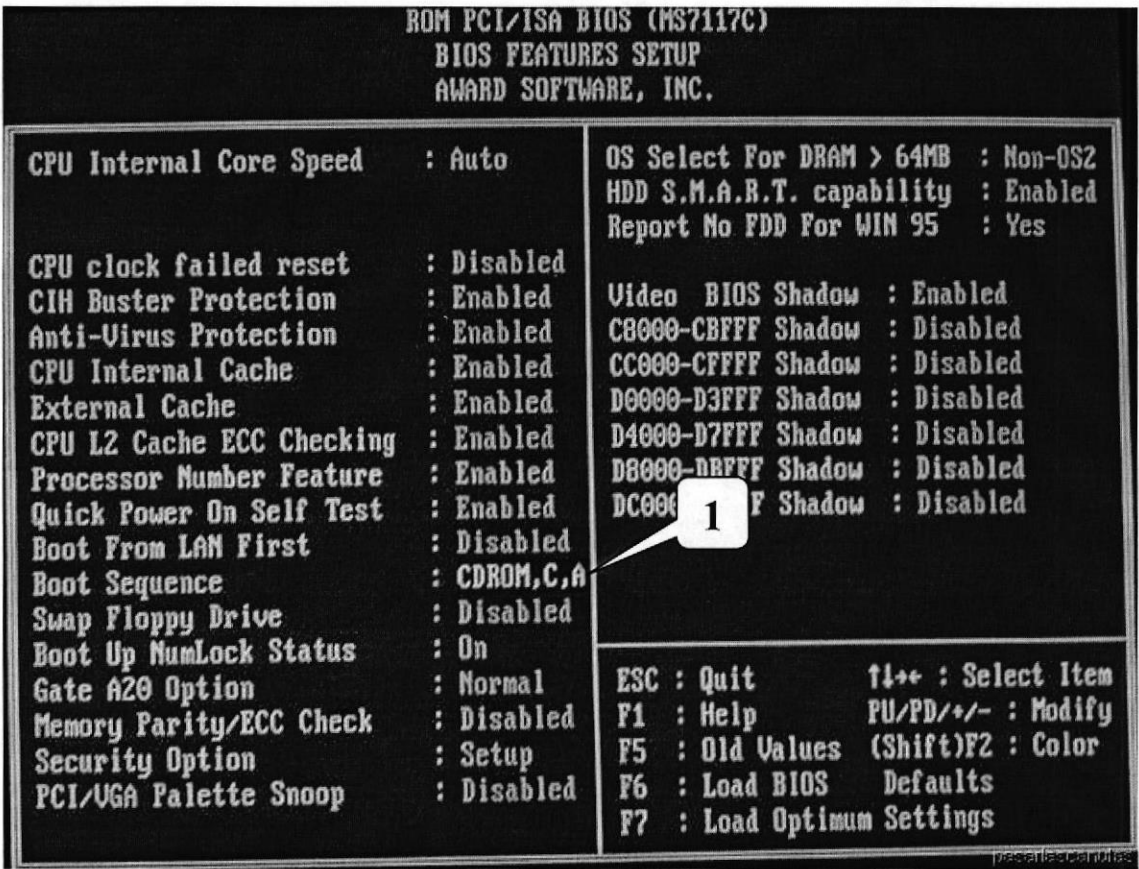 ROM PCI/ISA BIOS (MS7117C)
BIOS FEATURES SETUP
AWARD SOFTWARE, INC.
CPU Internal Core Speed : Auto
CPU clock failed reset : Disabled
CIH Buster Protection : Enabled
Anti-Virus Protection : Enabled
CPU Internal Cache : Enabled
External Cache : Enabled
CPU L2 Cache ECC Checking : Enabled
Processor Number Feature : Enabled
Quick Power On Self Test : Enabled
Boot From LAN First : Disabled
Boot Sequence : CDROM,C,A
Swap Floppy Drive : Disabled
Boot Up NumLock Status : On
Gate A20 Option : Normal
Memory Parity/ECC Check : Disabled
Security Option : Setup
PCI/VGA Palette Snoop : Disabled
OS Select For DRAM > 64MB : Non-OS2
HDD S.M.A.R.T. capability : Enabled
Report No FDD For WIN 95 : Yes
Video BIOS Shadow : Enabled
C8000-CBFFF Shadow : Disabled
CC000-CFFFF Shadow : Disabled
D0000-D3FFF Shadow : Disabled
D4000-D7FFF Shadow : Disabled
D8000-DBFFF Shadow : Disabled
Shadow : Disabled
1
ESC : Quit ↑↓→← : Select Item
F1 : Help PU/PD/+/- : Modify
F5 : Old Values (Shift)F2 : Color
F6 : Load BIOS Defaults
F7 : Load Optimum Settings
pasarlascanutas